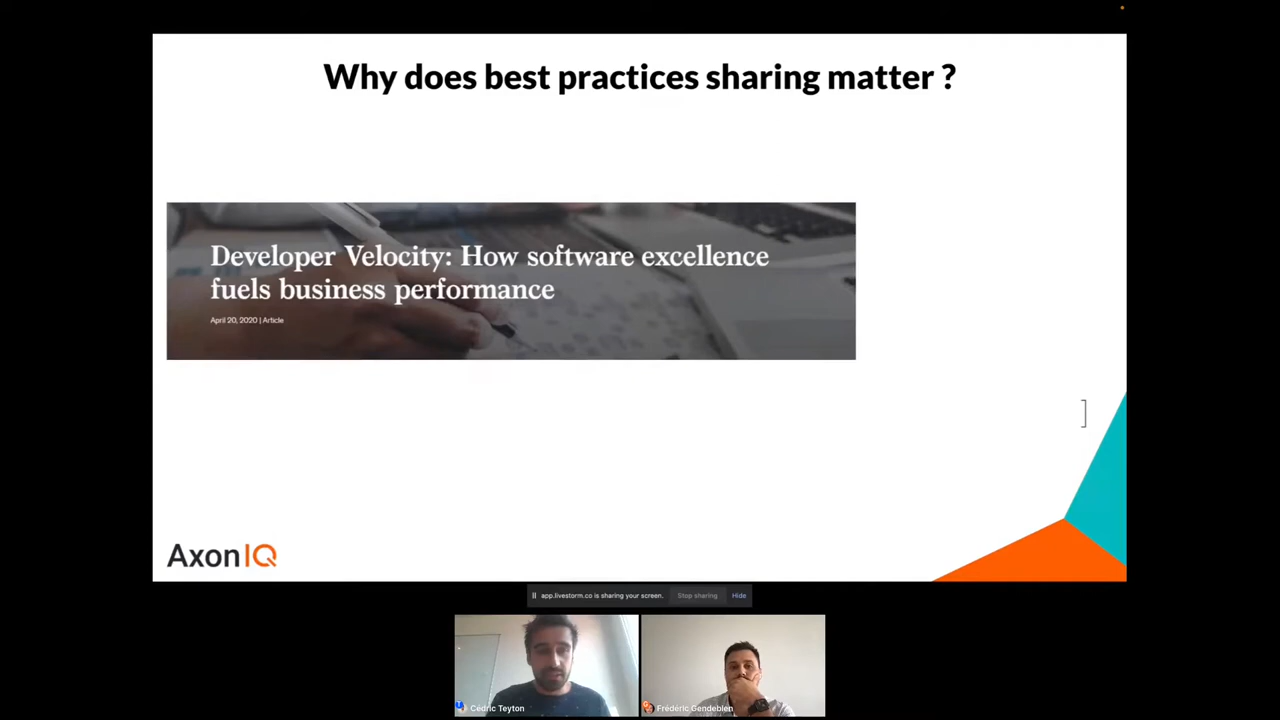 Why does best practices sharing matter ?
Developer Velocity: How software excellence
fuels business performance
April 20, 2020 | Article
]
AxonIQ
app.livestorm.co is sharing your screen.
Stop sharing
Hide
Cédric Teyton
Frédéric Gendebien